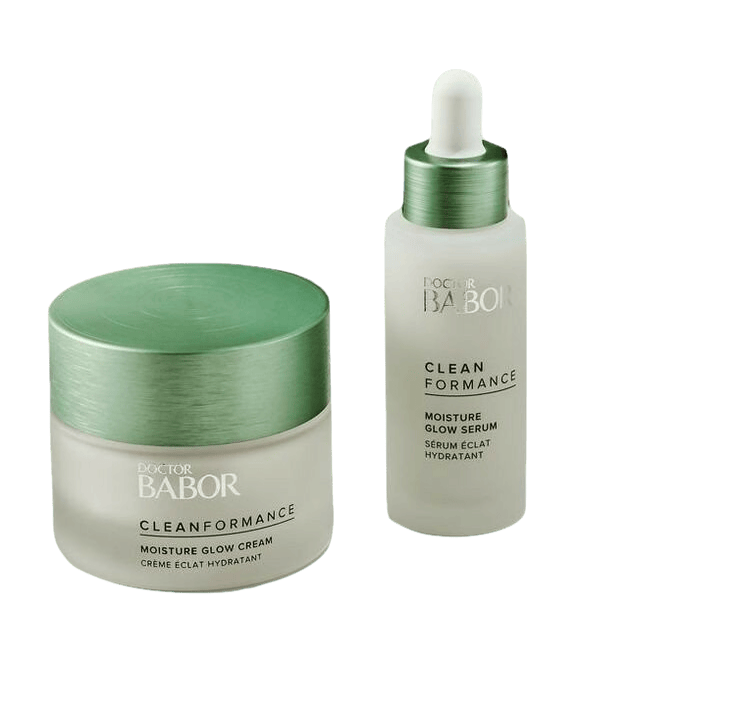 DOCTOR
BABOR
CLEANFORMANCE
MOISTURE GLOW CREAM
CRÈME ÉCLAT HYDRATANT
DOCTOR
BABOR
CLEAN
FORMANCE
MOISTURE
GLOW SERUM
SÉRUM ÉCLAT
HYDRATANT